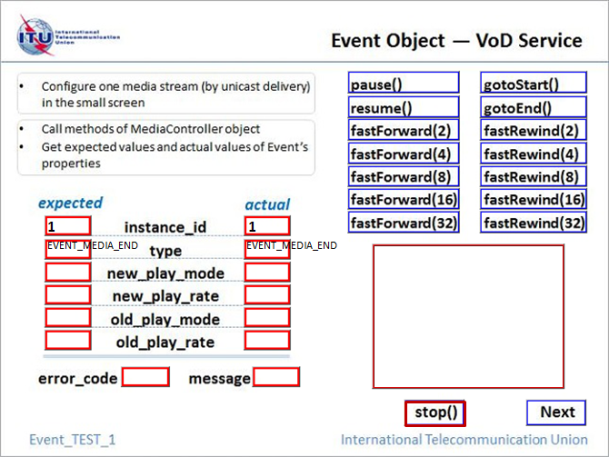 ITU
International
Telecommunication
Union
Event Object — VoD Service
• Configure one media stream (by unicast delivery)
in the small screen
• Call methods of MediaController object
• Get expected values and actual values of Event's
properties
pause() gotoStart()
resume() gotoEnd()
fastForward(2) fastRewind(2)
fastForward(4) fastRewind(4)
fastForward(8) fastRewind(8)
fastForward(16) fastRewind(16)
fastForward(32) fastRewind(32)
expected actual
1 instance_id 1
EVENT_MEDIA_END type EVENT_MEDIA_END
new_play_mode
new_play_rate
old_play_mode
old_play_rate
error_code message
stop() Next
Event_TEST_1 International Telecommunication Union